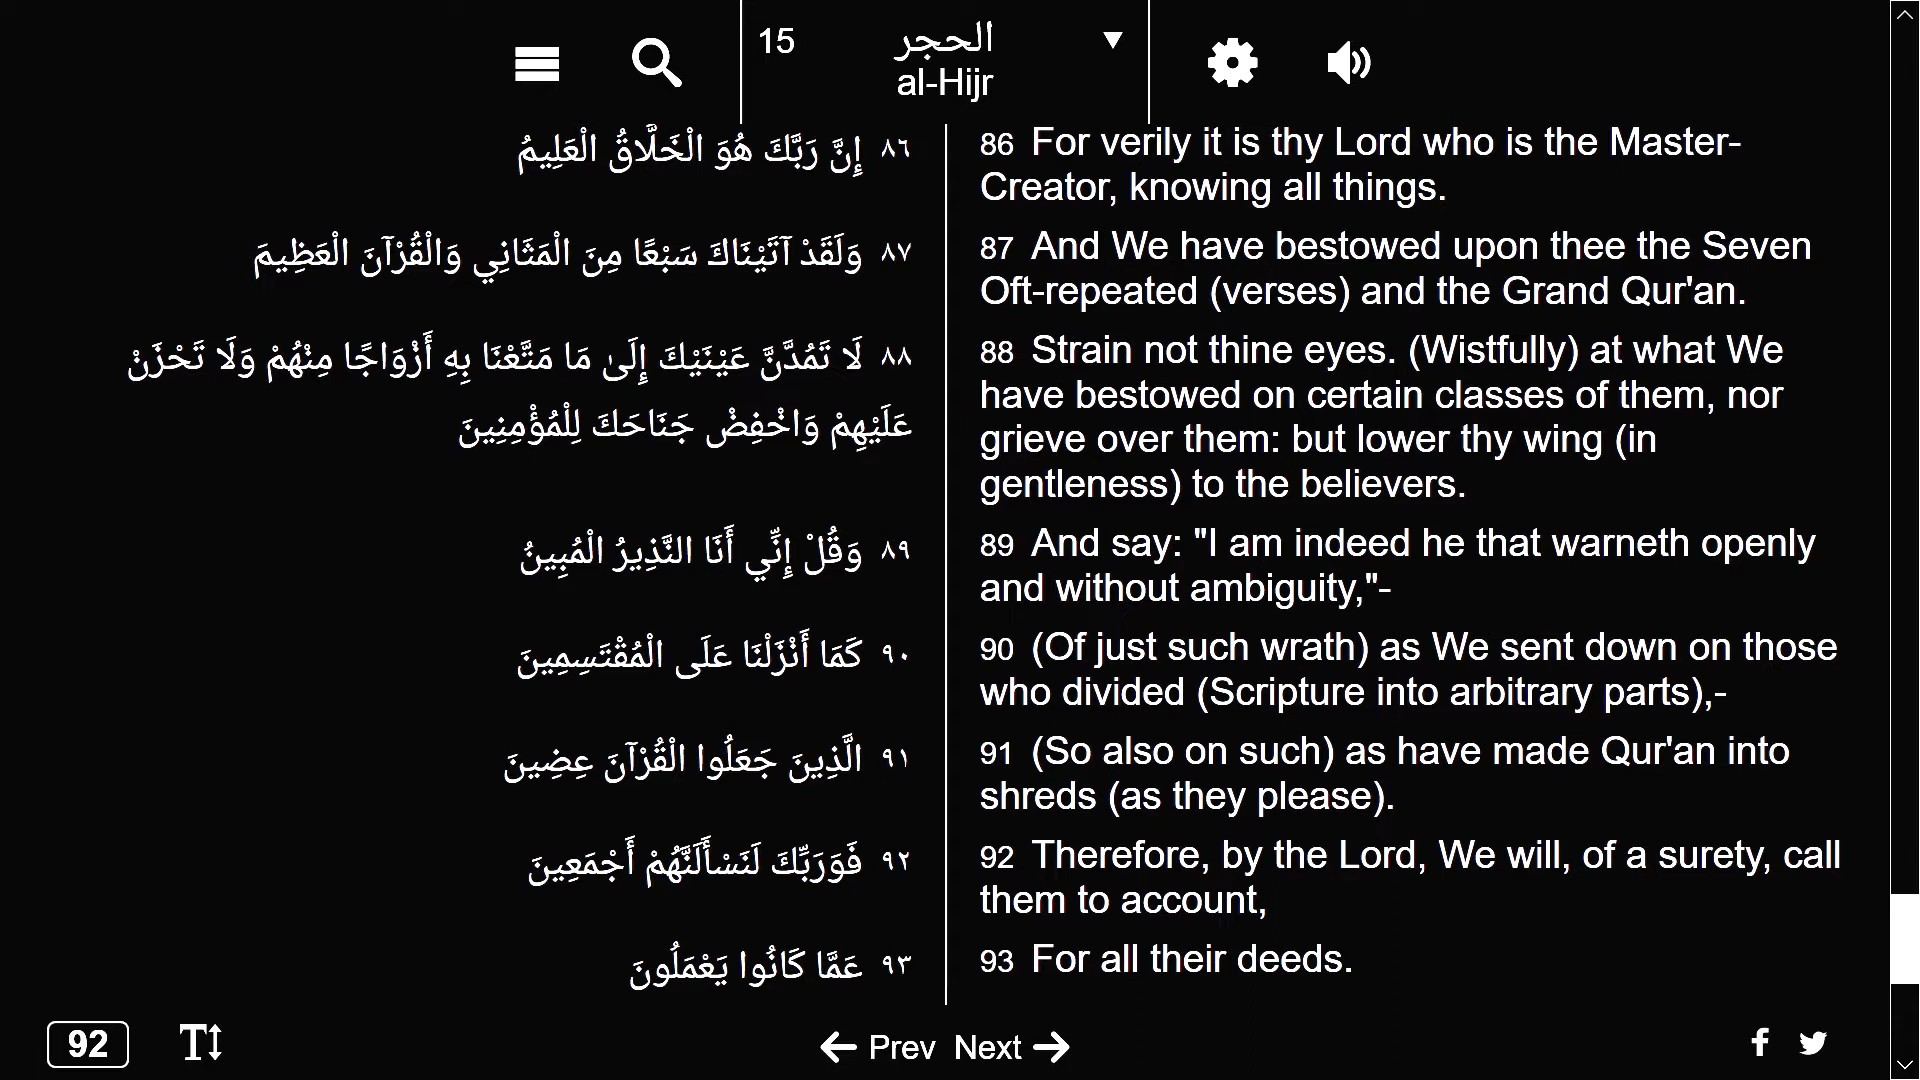 15
الحجر
al-Hijr
٨٦ إِنَّ رَبَّكَ هُوَ الْخَلَّاقُ الْعَلِيمُ
86 For verily it is thy Lord who is the Master-
Creator, knowing all things.
٨٧ وَلَقَدْ آتَيْنَاكَ سَبْعًا مِنَ الْمَثَانِي وَالْقُرْآنَ الْعَظِيمَ
87 And We have bestowed upon thee the Seven
Oft-repeated (verses) and the Grand Qur'an.
٨٨ لَا تَمُدَّنَّ عَيْنَيْكَ إِلَىٰ مَا مَتَّعْنَا بِهِ أَزْوَاجًا مِنْهُمْ وَلَا تَحْزَنْ
عَلَيْهِمْ وَاخْفِضْ جَنَاحَكَ لِلْمُؤْمِنِينَ
88 Strain not thine eyes. (Wistfully) at what We
have bestowed on certain classes of them, nor
grieve over them: but lower thy wing (in
gentleness) to the believers.
٨٩ وَقُلْ إِنِّي أَنَا النَّذِيرُ الْمُبِينُ
89 And say: "I am indeed he that warneth openly
and without ambiguity,"-
٩٠ كَمَا أَنْزَلْنَا عَلَى الْمُقْتَسِمِينَ
90 (Of just such wrath) as We sent down on those
who divided (Scripture into arbitrary parts),-
٩١ الَّذِينَ جَعَلُوا الْقُرْآنَ عِضِينَ
91 (So also on such) as have made Qur'an into
shreds (as they please).
٩٢ فَوَرَبِّكَ لَنَسْأَلَنَّهُمْ أَجْمَعِينَ
92 Therefore, by the Lord, We will, of a surety, call
them to account,
٩٣ عَمَّا كَانُوا يَعْمَلُونَ
93 For all their deeds.
92
T
Prev Next